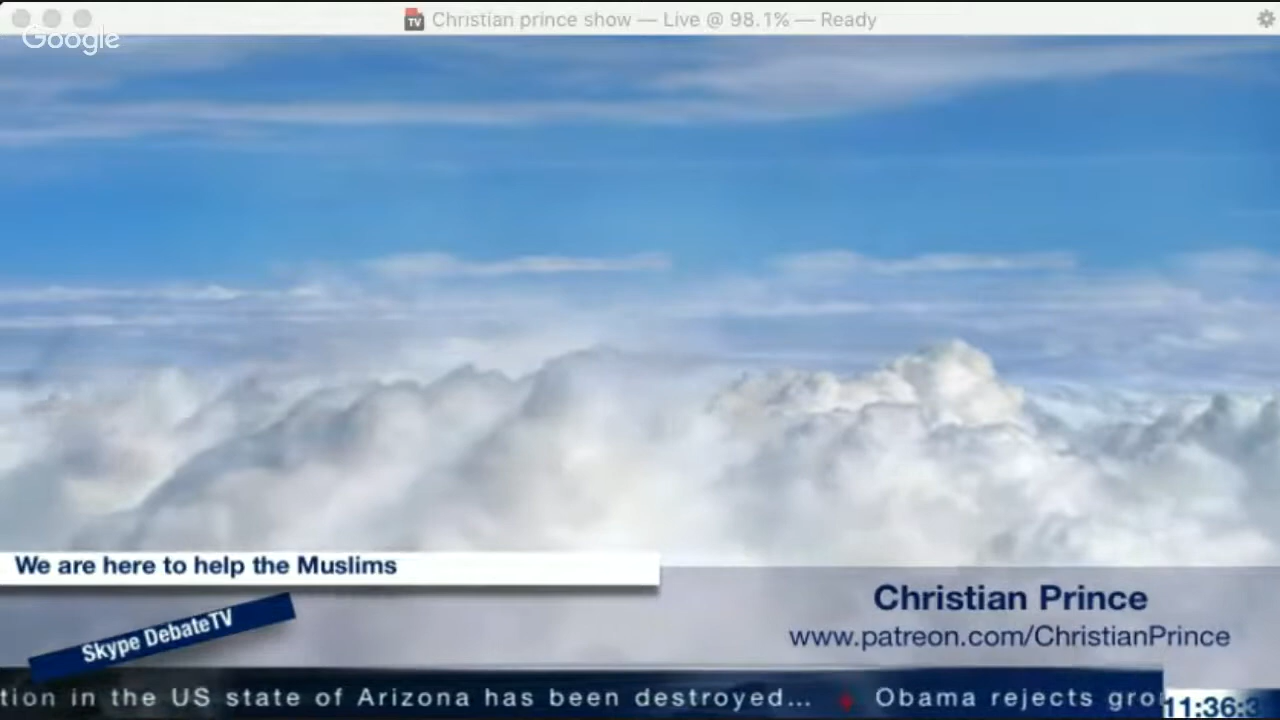 Christian prince show — Live @ 98.1% — Ready
TV
Google
We are here to help the Muslims
Skype DebateTV
Christian Prince
www.patreon.com/ChristianPrince
tion in the US state of Arizona has been destroyed... Obama rejects gro
11:36:3